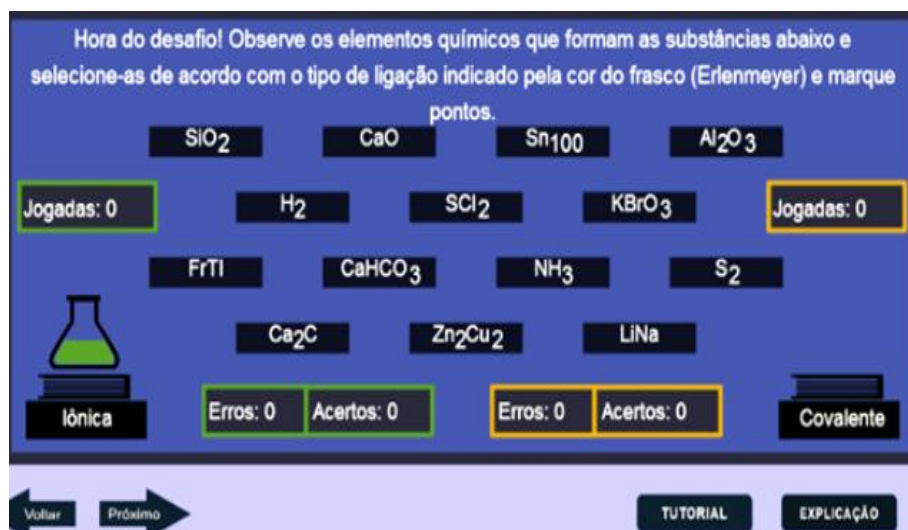 Hora do desafio! Observe os elementos químicos que formam as substâncias abaixo e
selecione-as de acordo com o tipo de ligação indicado pela cor do frasco (Erlenmeyer) e marque
pontos.
SiO2 CaO Sn100 Al2O3
Jogadas: 0 H2 SCl2 KBrO3 Jogadas: 0
FrTl CaHCO3 NH3 S2
Ca2C Zn2Cu2 LiNa
Iônica Erros: 0 Acertos: 0 Erros: 0 Acertos: 0 Covalente
Voltar Próximo TUTORIAL EXPLICAÇÃO